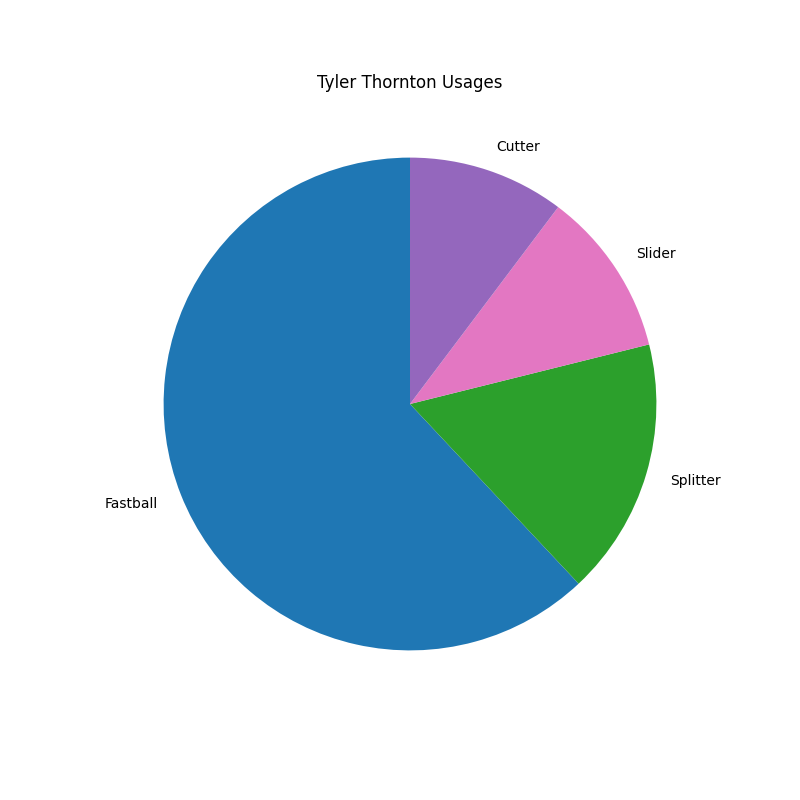 Tyler Thornton Usages
Cutter
Slider
Splitter
Fastball